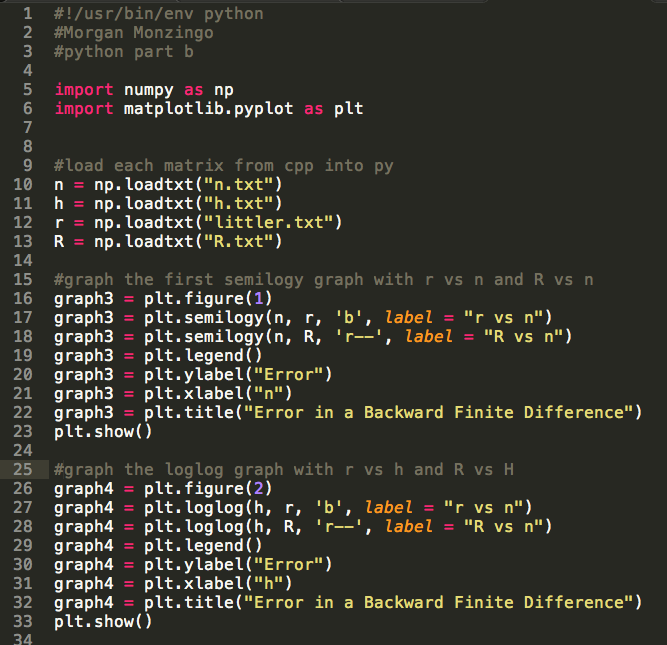 1 #!/usr/bin/env python
2 #Morgan Monzingo
3 #python part b
4
5 import numpy as np
6 import matplotlib.pyplot as plt
7
8
9 #load each matrix from cpp into py
10 n = np.loadtxt("n.txt")
11 h = np.loadtxt("h.txt")
12 r = np.loadtxt("littler.txt")
13 R = np.loadtxt("R.txt")
14
15 #graph the first semilogy graph with r vs n and R vs n
16 graph3 = plt.figure(1)
17 graph3 = plt.semilogy(n, r, 'b', label = "r vs n")
18 graph3 = plt.semilogy(n, R, 'r--', label = "R vs n")
19 graph3 = plt.legend()
20 graph3 = plt.ylabel("Error")
21 graph3 = plt.xlabel("n")
22 graph3 = plt.title("Error in a Backward Finite Difference")
23 plt.show()
24
25 #graph the loglog graph with r vs h and R vs H
26 graph4 = plt.figure(2)
27 graph4 = plt.loglog(h, r, 'b', label = "r vs n")
28 graph4 = plt.loglog(h, R, 'r--', label = "R vs n")
29 graph4 = plt.legend()
30 graph4 = plt.ylabel("Error")
31 graph4 = plt.xlabel("h")
32 graph4 = plt.title("Error in a Backward Finite Difference")
33 plt.show()
34